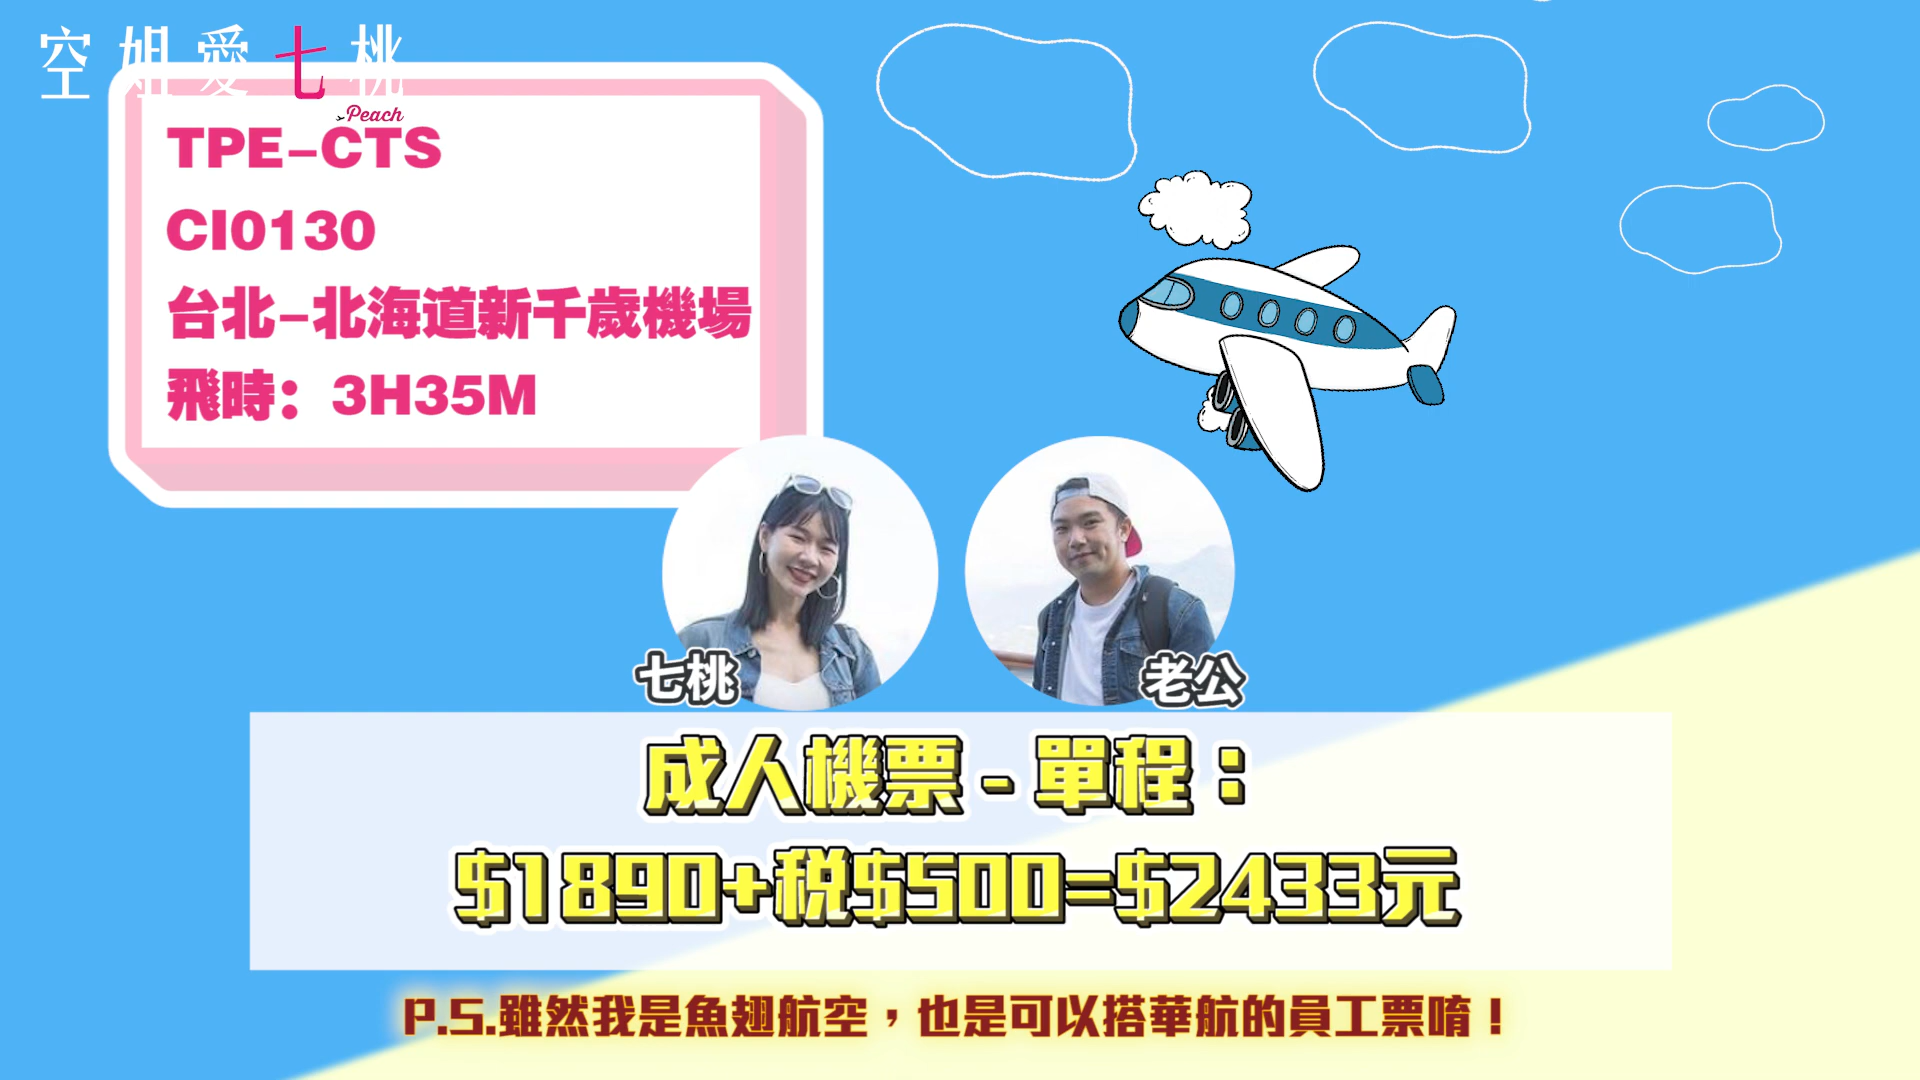 空姐愛七桃
Peach
TPE-CTS
CI0130
台北-北海道新千歲機場
飛時：3H35M
七桃
老公
成人機票-單程：
$1890+税$500=$2433元
P.S.雖然我是魚翅航空，也是可以搭華航的員工票唷！